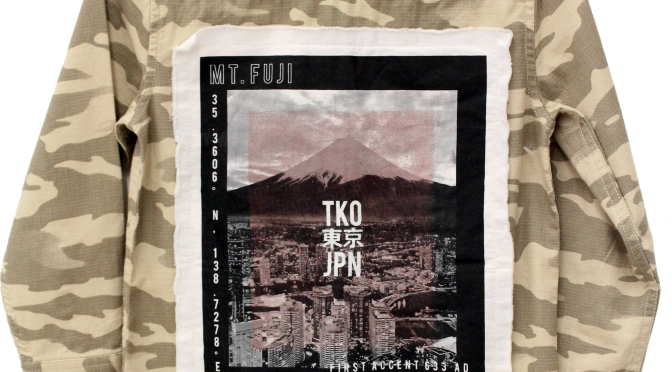 MT.FUJI
35.3606° N, 138.7278° E
TKO
東京
JPN
FIRST ACCENT 633 AD